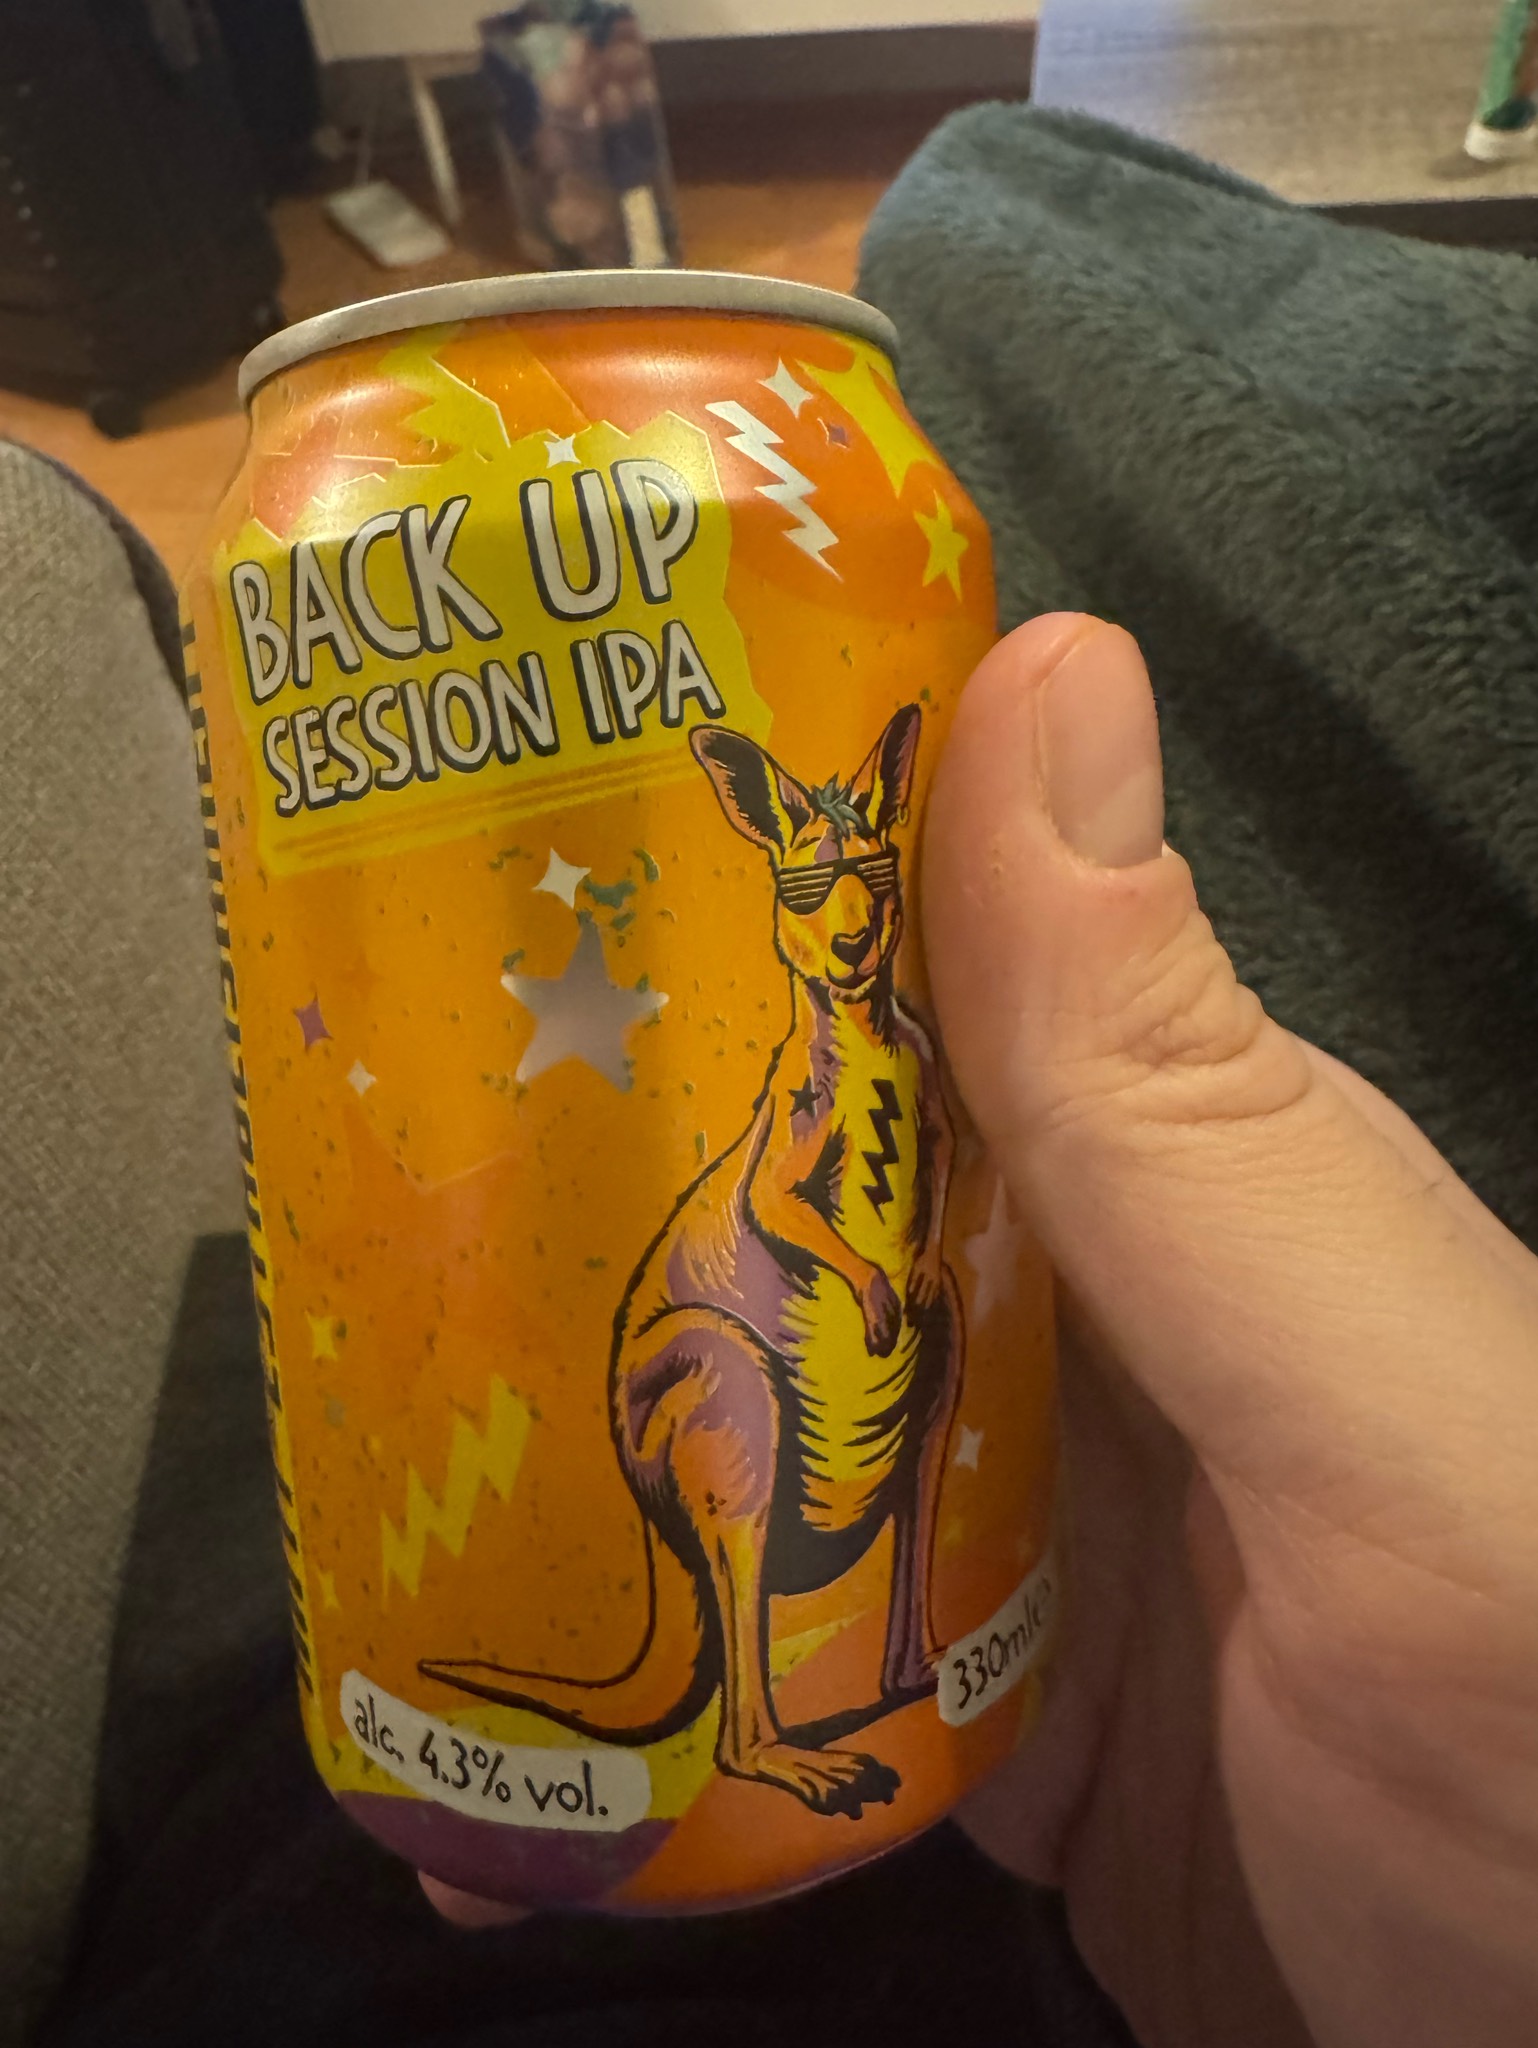 BACK UP
SESSION IPA
alc. 4.3% vol.
330ml